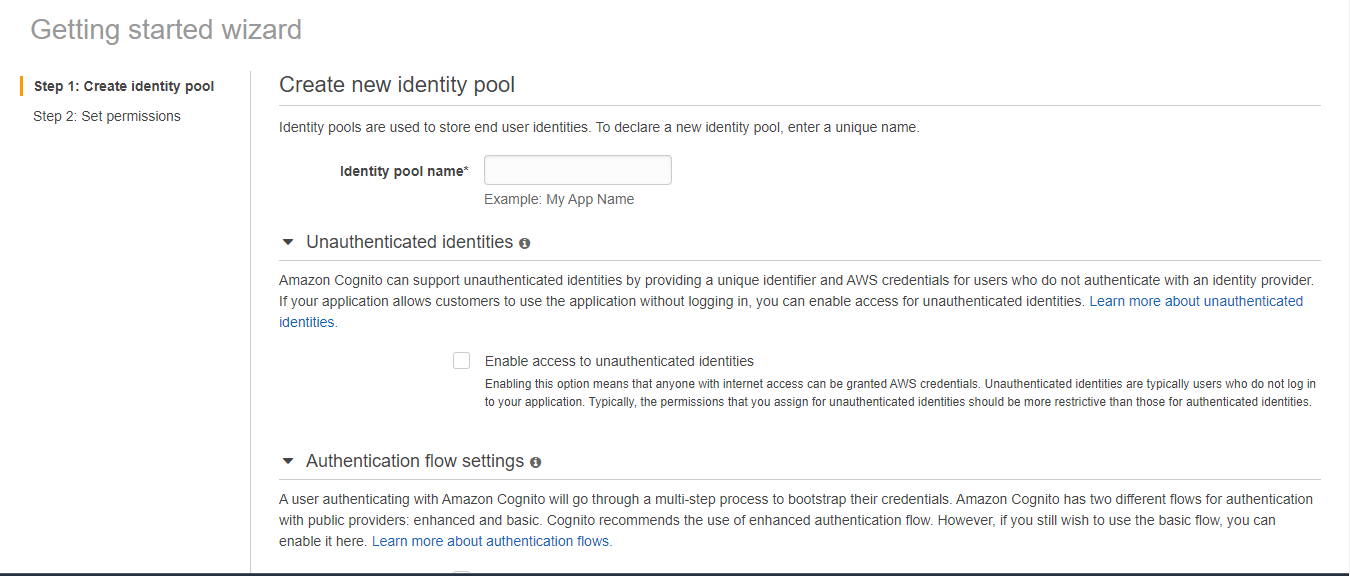 Getting started wizard
Step 1: Create identity pool
Step 2: Set permissions
Create new identity pool
Identity pools are used to store end user identities. To declare a new identity pool, enter a unique name.
Identity pool name*
Example: My App Name
Unauthenticated identities
Amazon Cognito can support unauthenticated identities by providing a unique identifier and AWS credentials for users who do not authenticate with an identity provider.
If your application allows customers to use the application without logging in, you can enable access for unauthenticated identities. Learn more about unauthenticated
identities.
Enable access to unauthenticated identities
Enabling this option means that anyone with internet access can be granted AWS credentials. Unauthenticated identities are typically users who do not log in
to your application. Typically, the permissions that you assign for unauthenticated identities should be more restrictive than those for authenticated identities.
Authentication flow settings
A user authenticating with Amazon Cognito will go through a multi-step process to bootstrap their credentials. Amazon Cognito has two different flows for authentication
with public providers: enhanced and basic. Cognito recommends the use of enhanced authentication flow. However, if you still wish to use the basic flow, you can
enable it here. Learn more about authentication flows.